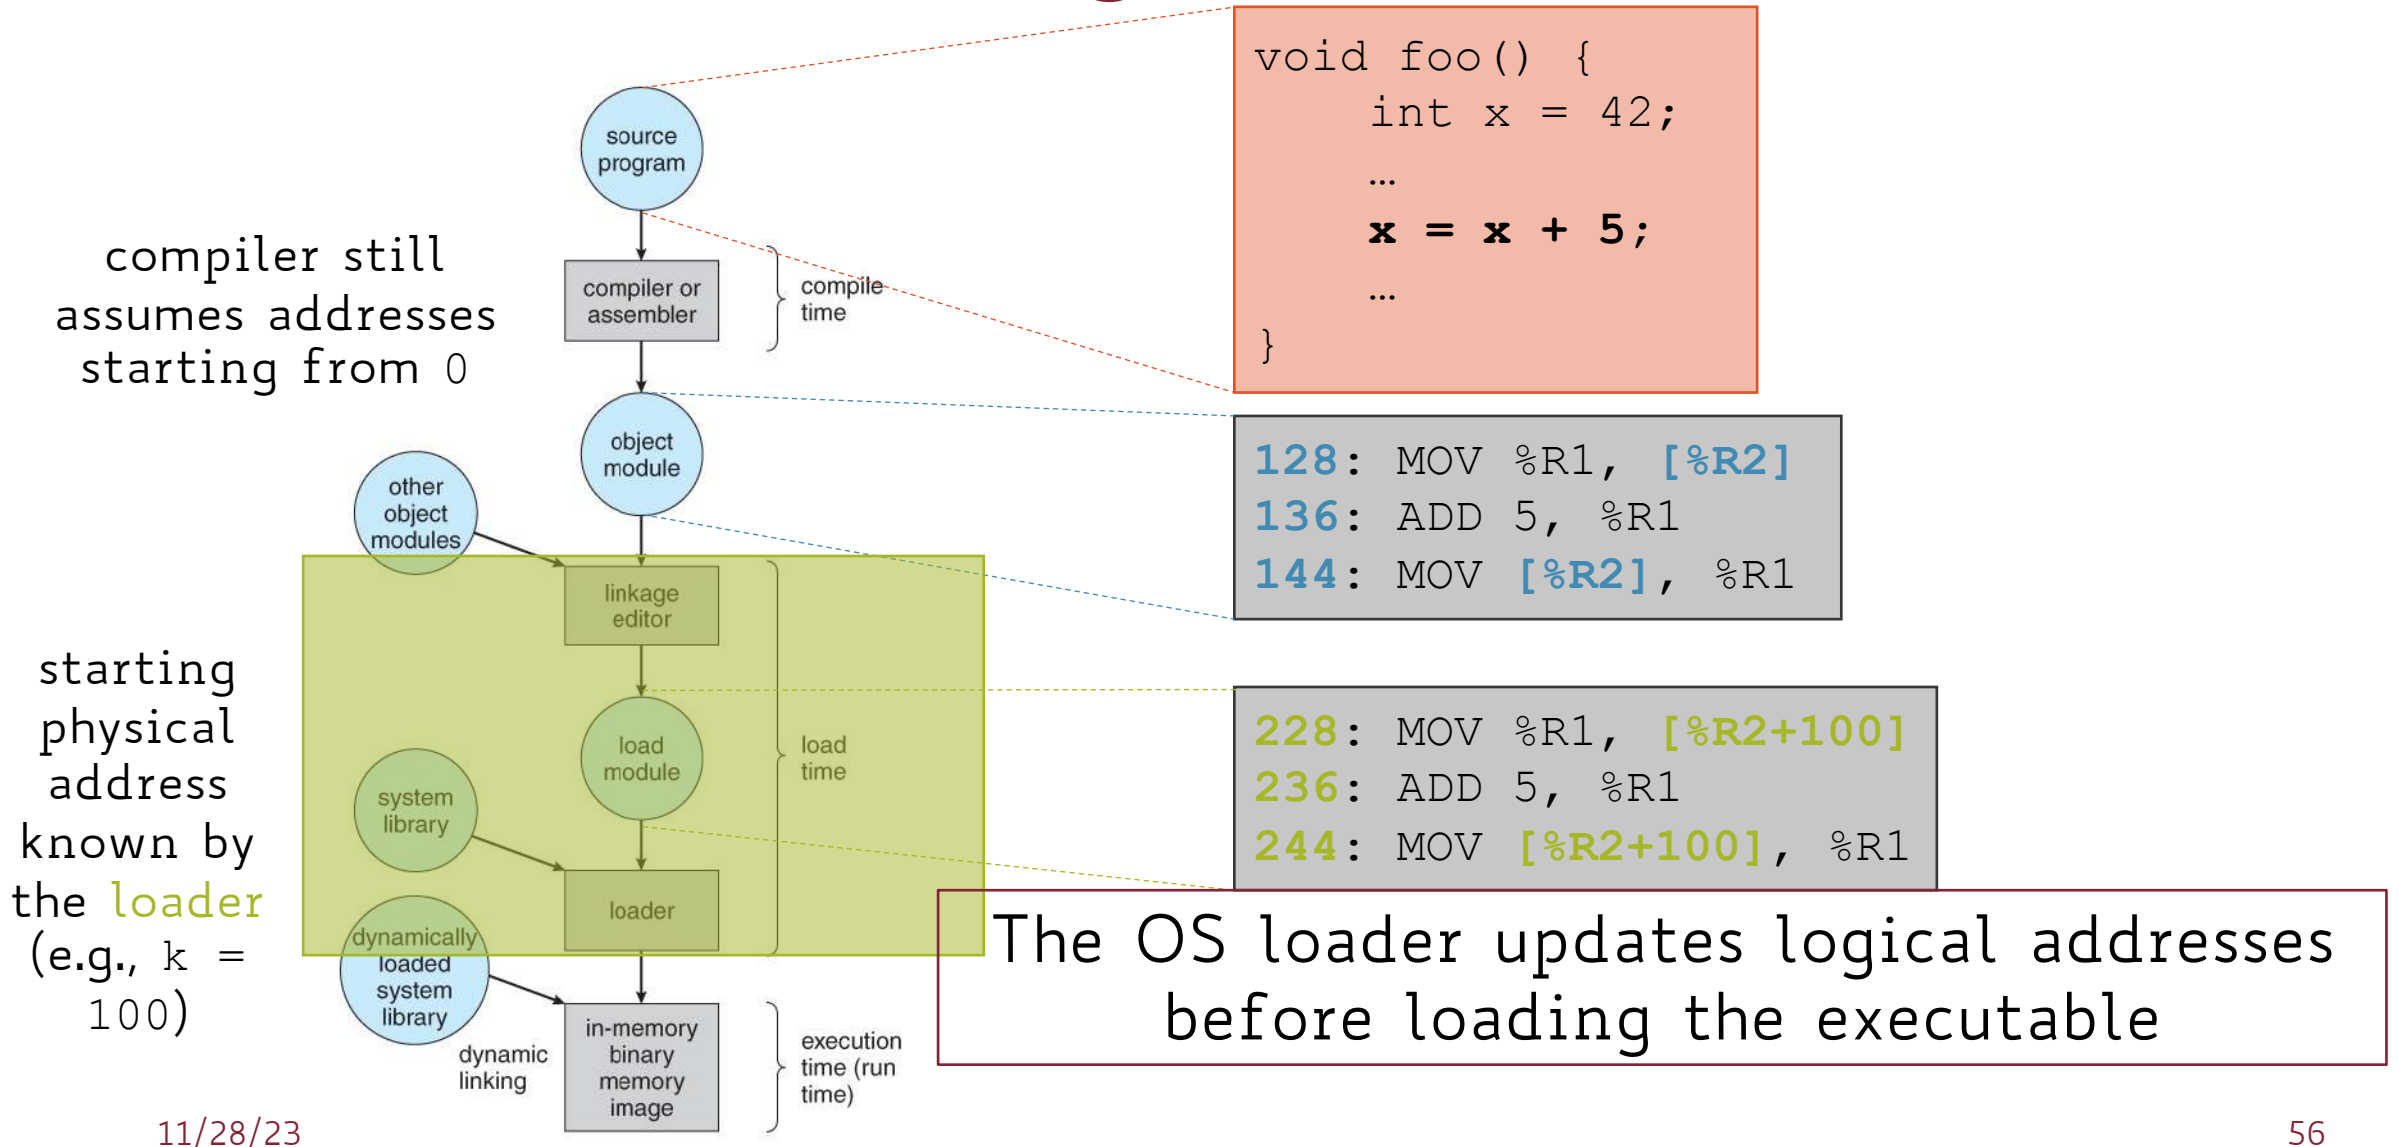 void foo() {
int x = 42;
…
x = x + 5;
…
}
source
program
compiler still
assumes addresses
starting from 0
compiler or
assembler
compile
time
object
module
128: MOV %R1, [%R2]
136: ADD 5, %R1
144: MOV [%R2], %R1
other
object
modules
linkage
editor
starting
physical
address
known by
the loader
(e.g., k =
100)
load
module
load
time
228: MOV %R1, [%R2+100]
236: ADD 5, %R1
244: MOV [%R2+100], %R1
system
library
loader
The OS loader updates logical addresses
before loading the executable
dynamically
loaded
system
library
dynamic
linking
in-memory
binary
memory
image
execution
time (run
time)
11/28/23
56